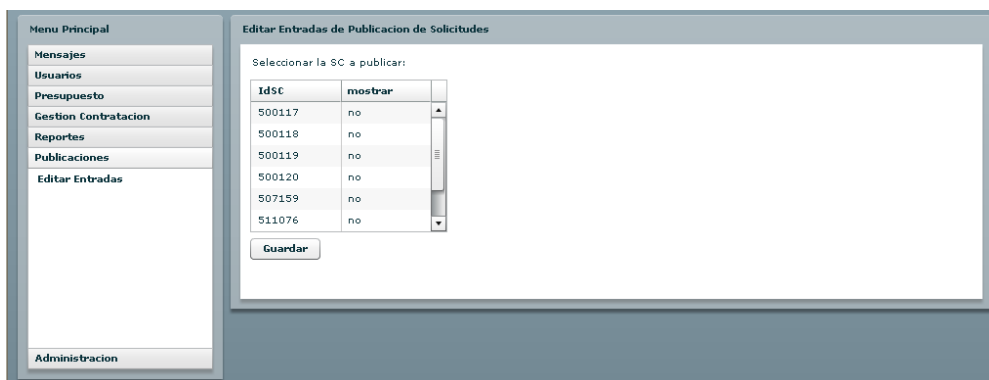 Menu Principal
Mensajes
Usuarios
Presupuesto
Gestion Contratacion
Reportes
Publicaciones
Editar Entradas
Administracion
Editar Entradas de Publicacion de Solicitudes
Seleccionar la SC a publicar:
IdSC mostrar
500117 no
500118 no
500119 no
500120 no
507159 no
511076 no
Guardar